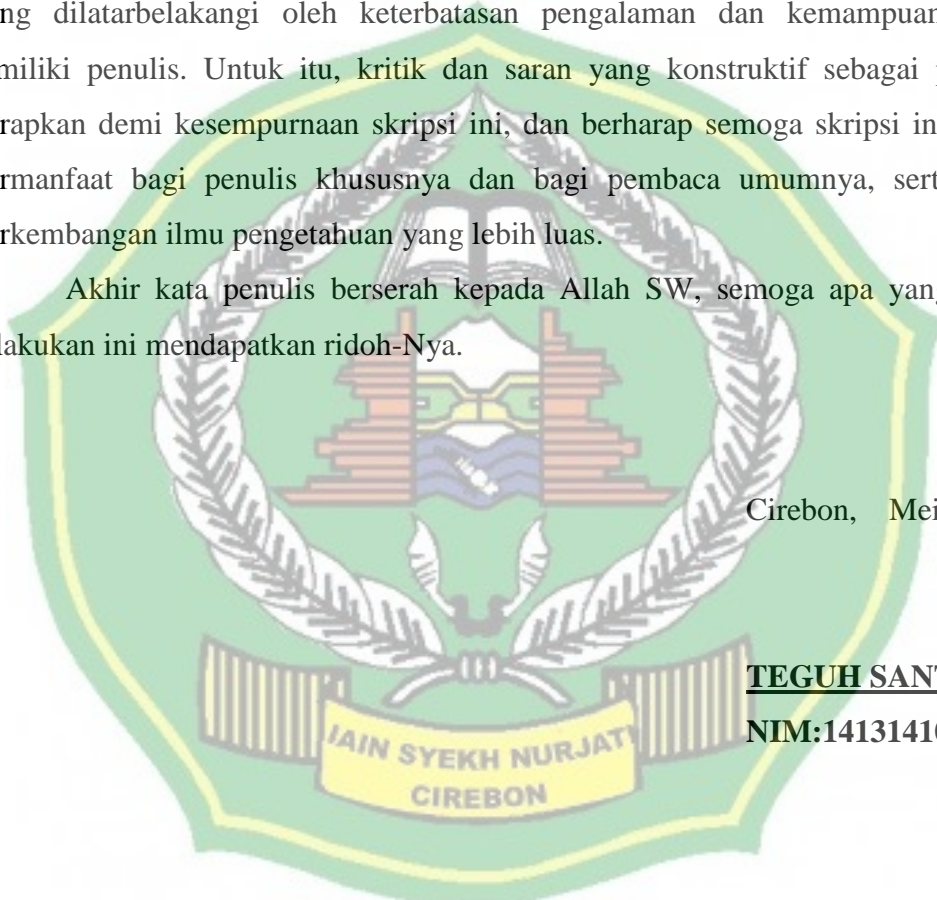 ng dilatarbelakangi oleh keterbatasan pengalaman dan kemampuan
miliki penulis. Untuk itu, kritik dan saran yang konstruktif sebagai
rapkan demi kesempurnaan skripsi ini, dan berharap semoga skripsi in
rmanfaat bagi penulis khususnya dan bagi pembaca umumnya, sert
rkembangan ilmu pengetahuan yang lebih luas.
Akhir kata penulis berserah kepada Allah SW, semoga apa yang
lakukan ini mendapatkan ridoh-Nya.
Cirebon, Mei
TEGUH SANT
NIM:1413141
IAIN SYEKH NURJATI
CIREBON